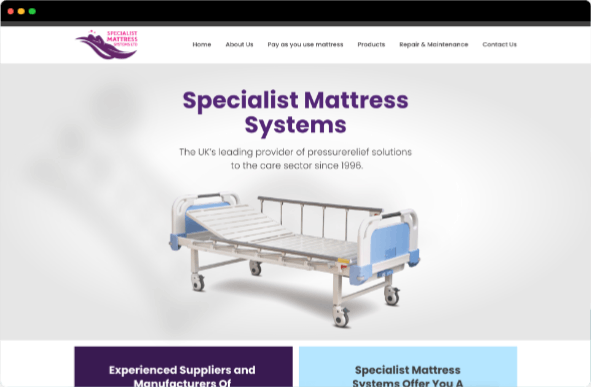 SPECIALIST
MATTRESS
SYSTEMS LTD
Home About Us Pay as you use mattress Products Repair & Maintenance Contact Us
Specialist Mattress
Systems
The UK's leading provider of pressurerelief solutions
to the care sector since 1996.
Experienced Suppliers and
Manufacturers Of
Specialist Mattress
Systems Offer You A